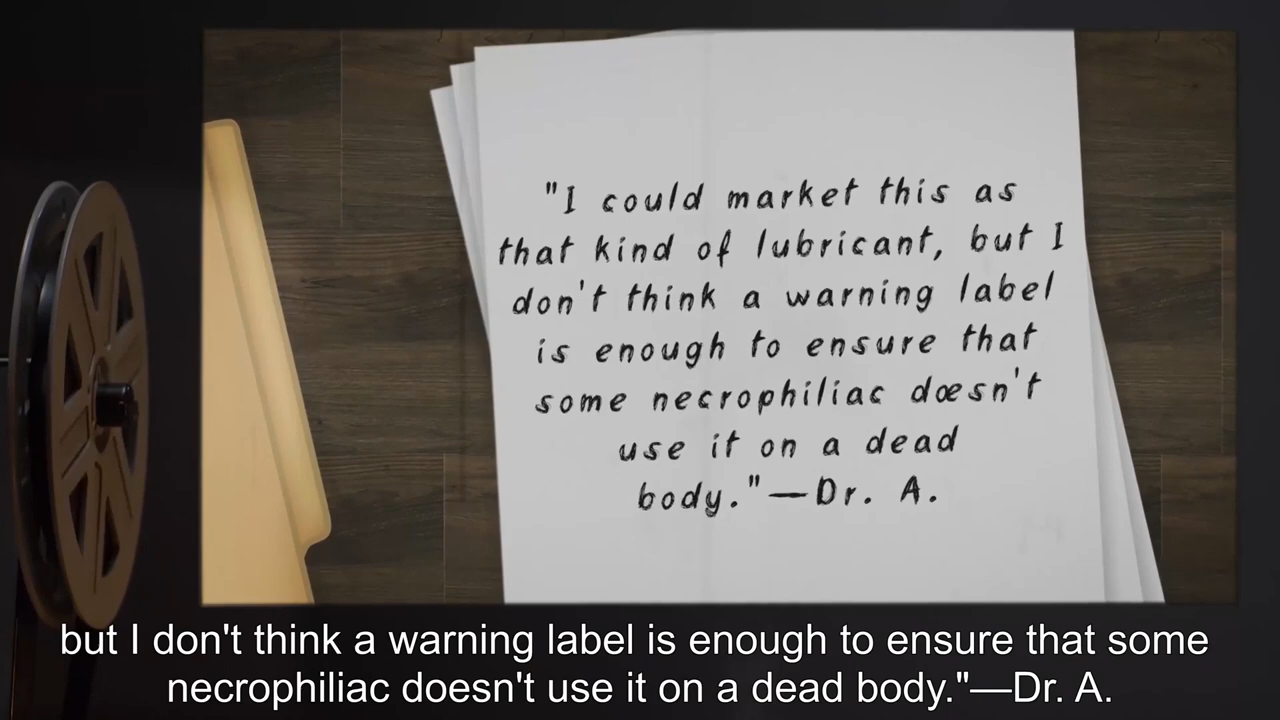 "I could market this as
that kind of lubricant, but I
don't think a warning label
is enough to ensure that
some necrophiliac doesn't
use it on a dead
body."—Dr. A.
but I don't think a warning label is enough to ensure that some
necrophiliac doesn't use it on a dead body."—Dr. A.